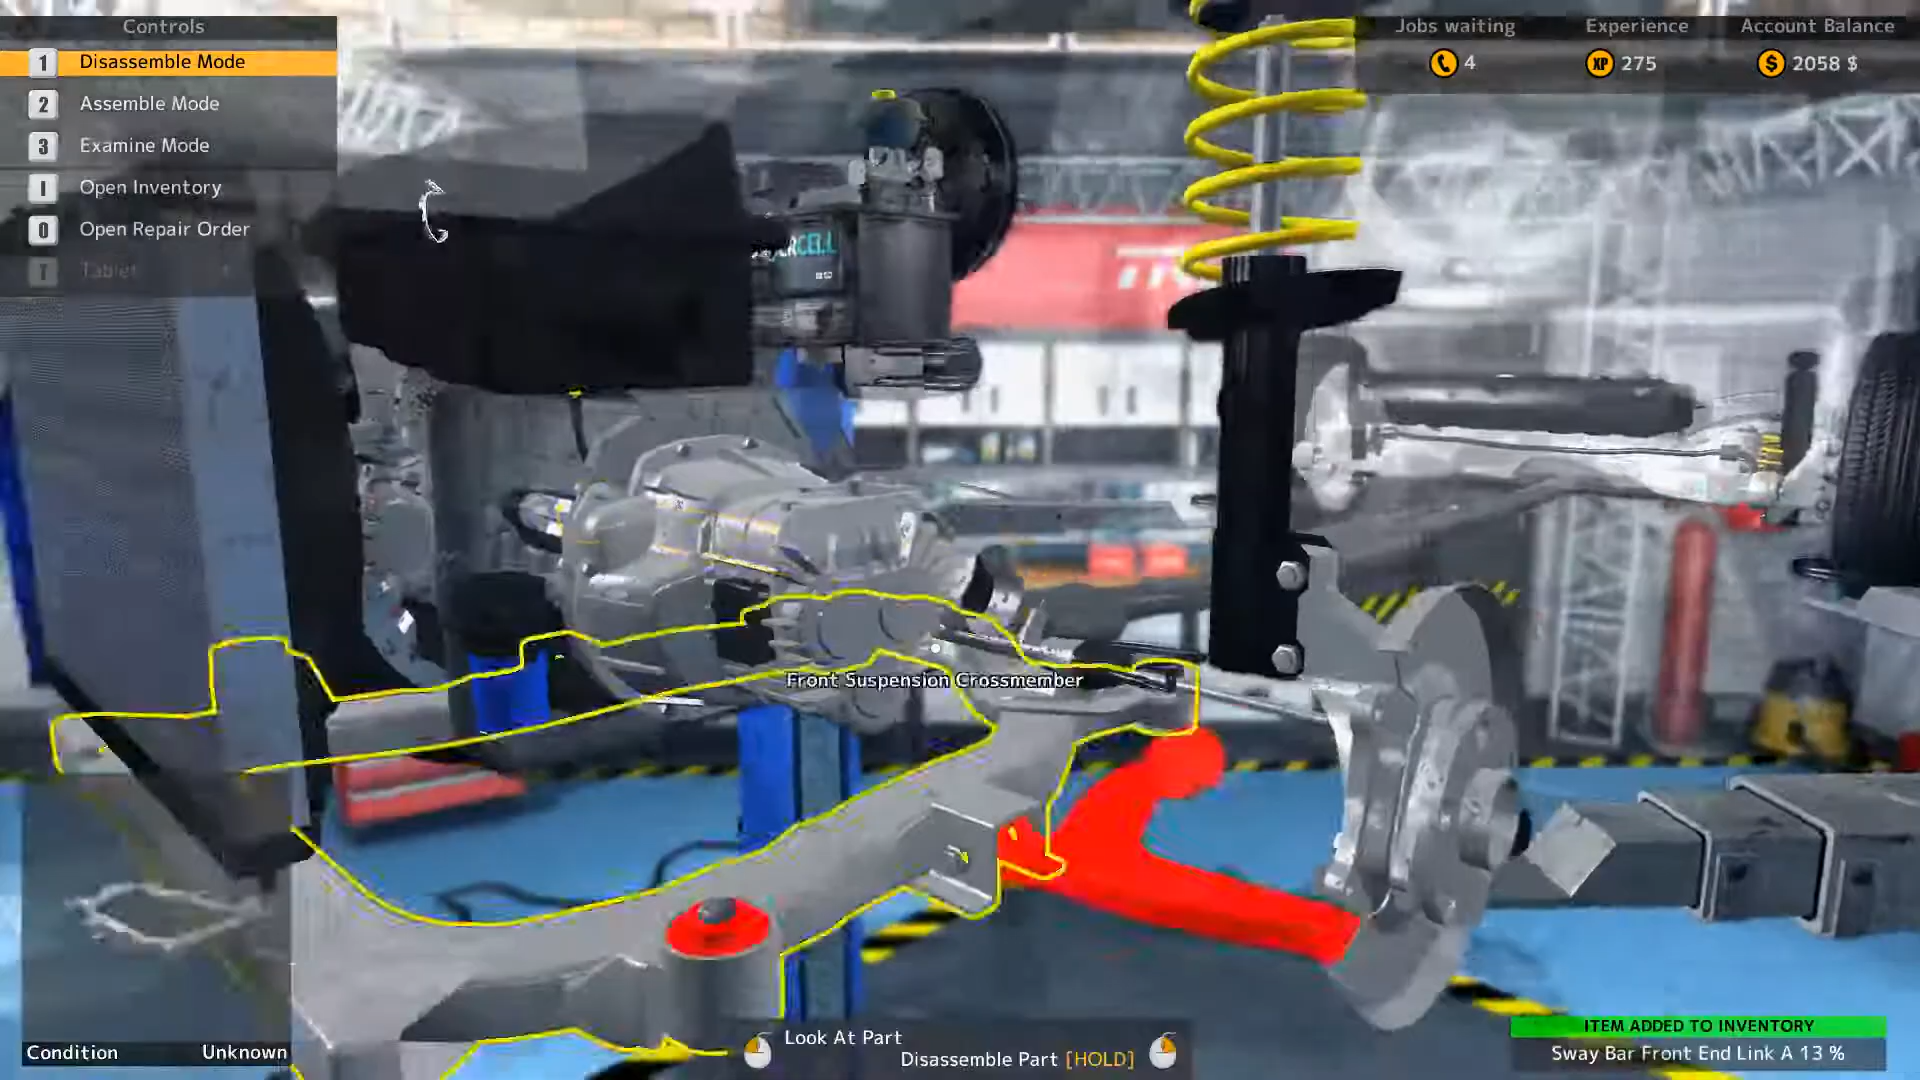 Controls
1 Disassemble Mode
2 Assemble Mode
3 Examine Mode
I Open Inventory
O Open Repair Order
T Tablet
Jobs waiting
4
Experience
XP 275
Account Balance
$ 2058 $
Front Suspension Crossmember
Condition Unknown
Look At Part
Disassemble Part [HOLD]
ITEM ADDED TO INVENTORY
Sway Bar Front End Link A 13 %